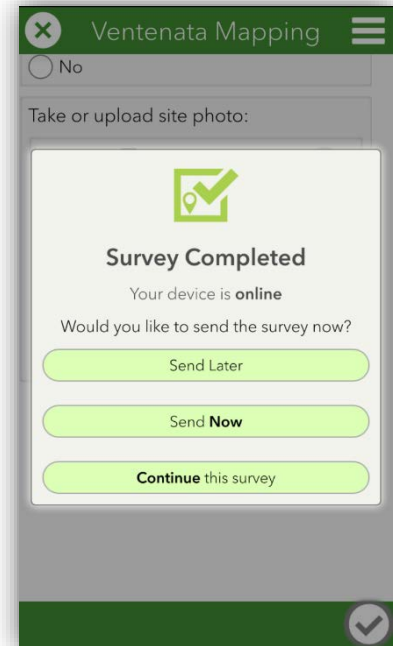 Ventenata Mapping
No
Take or upload site photo:
Survey Completed
Your device is online
Would you like to send the survey now?
Send Later
Send Now
Continue this survey